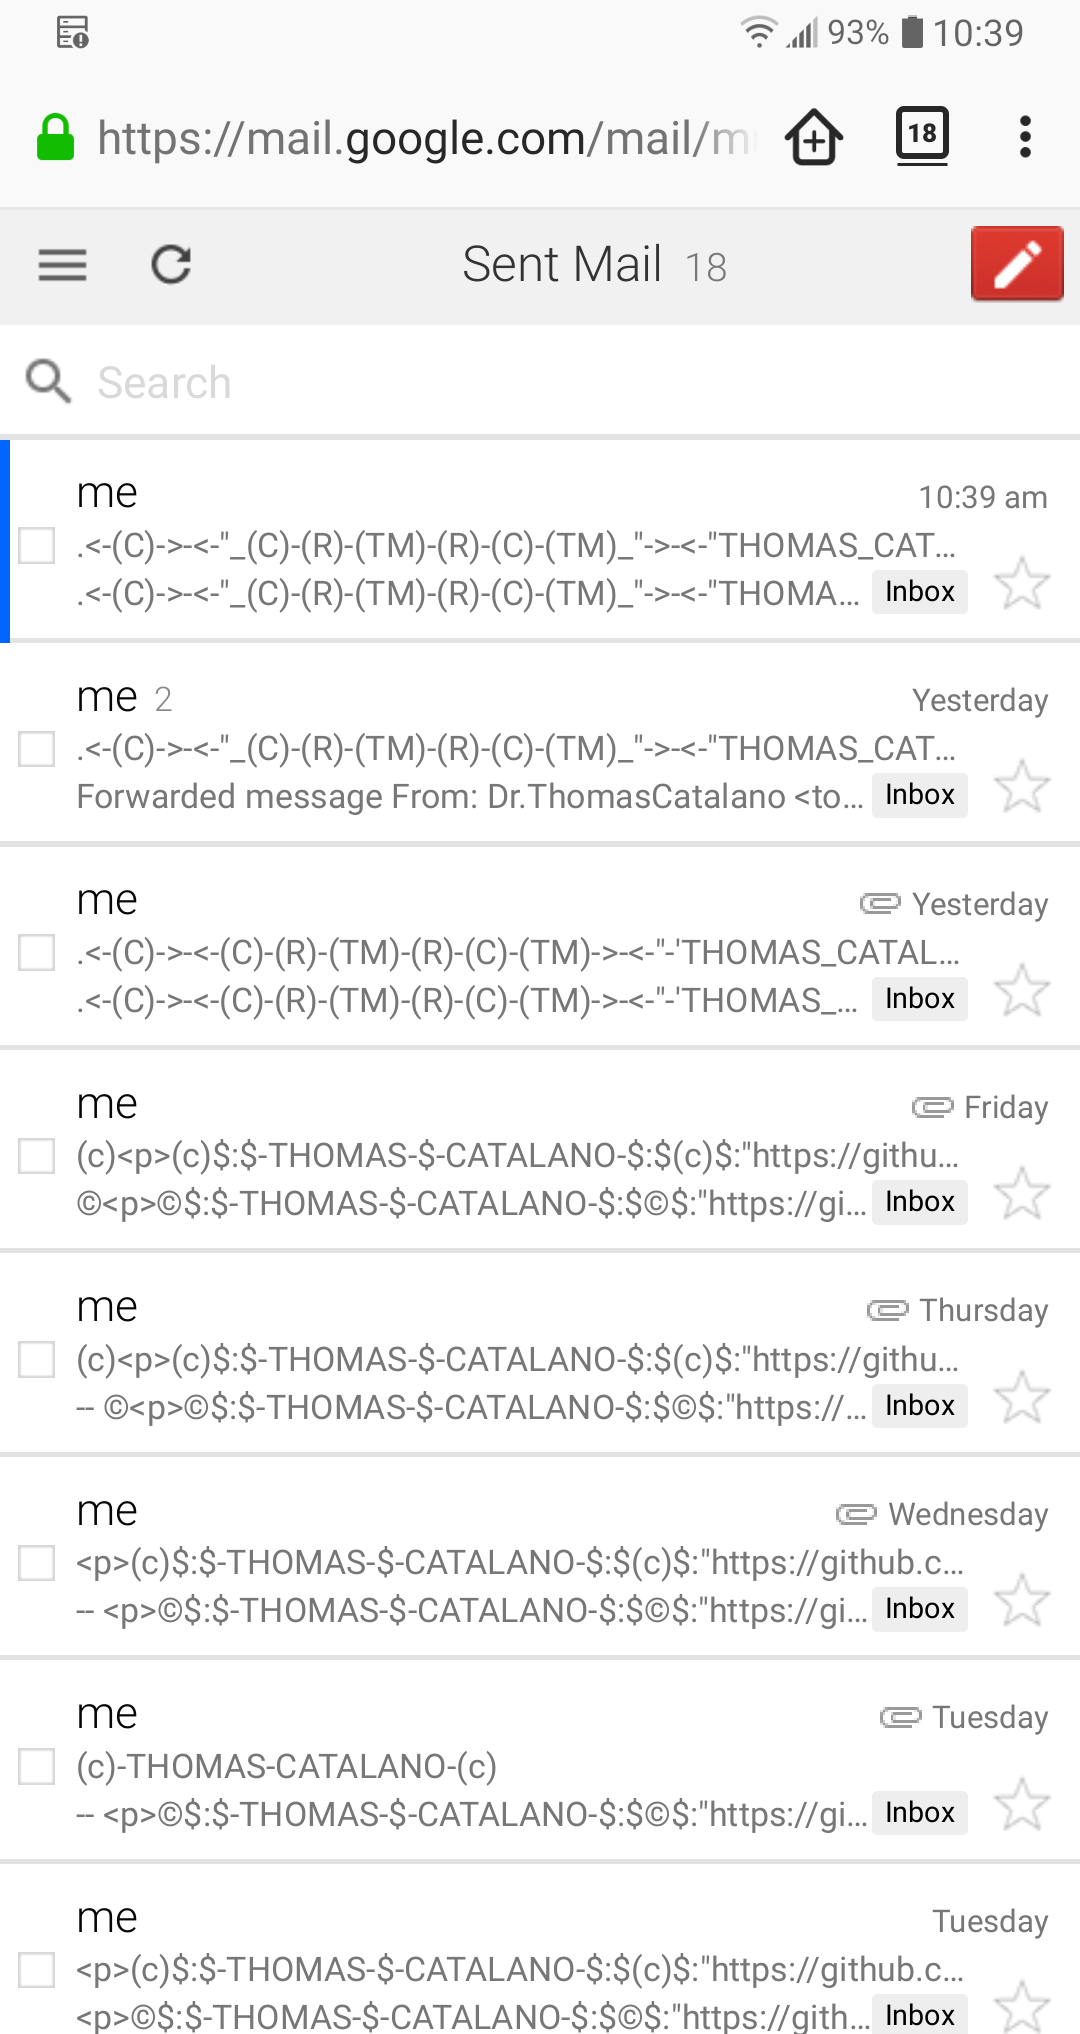 93% 10:39
https://mail.google.com/mail/m 18
Sent Mail 18
Search
me 10:39 am
.<-(C)->-<-"_(C)-(R)-(TM)-(R)-(C)-(TM)_"->-<-"THOMAS_CAT…
.<-(C)->-<-"_(C)-(R)-(TM)-(R)-(C)-(TM)_"->-<-"THOMA… Inbox
me 2 Yesterday
.<-(C)->-<-"_(C)-(R)-(TM)-(R)-(C)-(TM)_"->-<-"THOMAS_CAT…
Forwarded message From: Dr.ThomasCatalano <to… Inbox
me Yesterday
.<-(C)->-<-(C)-(R)-(TM)-(R)-(C)-(TM)->-<-"-'THOMAS_CATAL…
.<-(C)->-<-(C)-(R)-(TM)-(R)-(C)-(TM)->-<-"-'THOMAS_… Inbox
me Friday
(c)<p>(c)$:$-THOMAS-$-CATALANO-$:$(c)$:"https://githu…
©<p>©$:$-THOMAS-$-CATALANO-$:$©$:"https://gi… Inbox
me Thursday
(c)<p>(c)$:$-THOMAS-$-CATALANO-$:$(c)$:"https://githu…
-- ©<p>©$:$-THOMAS-$-CATALANO-$:$©$:"https://… Inbox
me Wednesday
<p>(c)$:$-THOMAS-$-CATALANO-$:$(c)$:"https://github.c…
-- <p>©$:$-THOMAS-$-CATALANO-$:$©$:"https://gi… Inbox
me Tuesday
(c)-THOMAS-CATALANO-(c)
-- <p>©$:$-THOMAS-$-CATALANO-$:$©$:"https://gi… Inbox
me Tuesday
<p>(c)$:$-THOMAS-$-CATALANO-$:$(c)$:"https://github.c…
<p>©$:$-THOMAS-$-CATALANO-$:$©$:"https://gith… Inbox